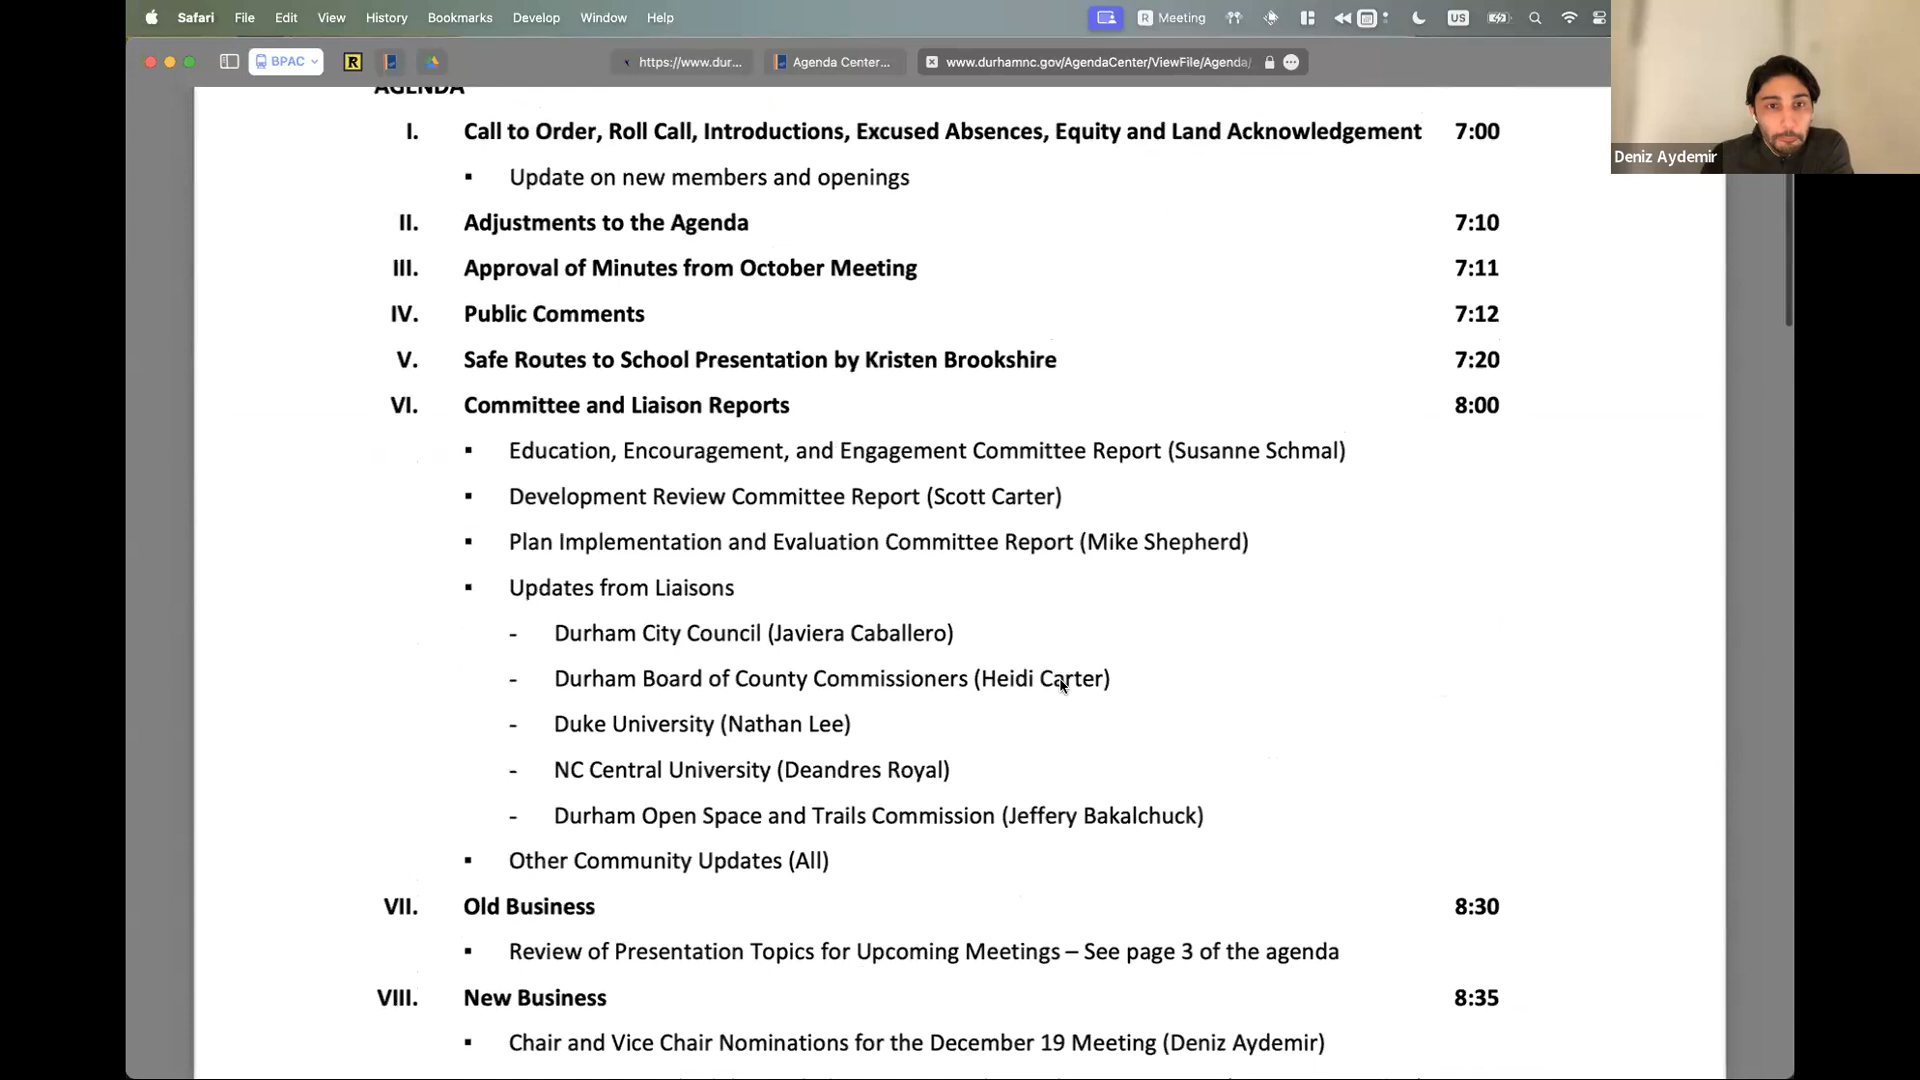 Safari File Edit View History Bookmarks Develop Window Help R Meeting US
BPAC R https://www.dur... Agenda Center... www.durhamnc.gov/AgendaCenter/ViewFile/Agenda/
AGENDA
I. Call to Order, Roll Call, Introductions, Excused Absences, Equity and Land Acknowledgement 7:00
▪ Update on new members and openings
II. Adjustments to the Agenda 7:10
III. Approval of Minutes from October Meeting 7:11
IV. Public Comments 7:12
V. Safe Routes to School Presentation by Kristen Brookshire 7:20
VI. Committee and Liaison Reports 8:00
▪ Education, Encouragement, and Engagement Committee Report (Susanne Schmal)
▪ Development Review Committee Report (Scott Carter)
▪ Plan Implementation and Evaluation Committee Report (Mike Shepherd)
▪ Updates from Liaisons
- Durham City Council (Javiera Caballero)
- Durham Board of County Commissioners (Heidi Carter)
- Duke University (Nathan Lee)
- NC Central University (Deandres Royal)
- Durham Open Space and Trails Commission (Jeffery Bakalchuck)
▪ Other Community Updates (All)
VII. Old Business 8:30
▪ Review of Presentation Topics for Upcoming Meetings – See page 3 of the agenda
VIII. New Business 8:35
▪ Chair and Vice Chair Nominations for the December 19 Meeting (Deniz Aydemir)
Deniz Aydemir